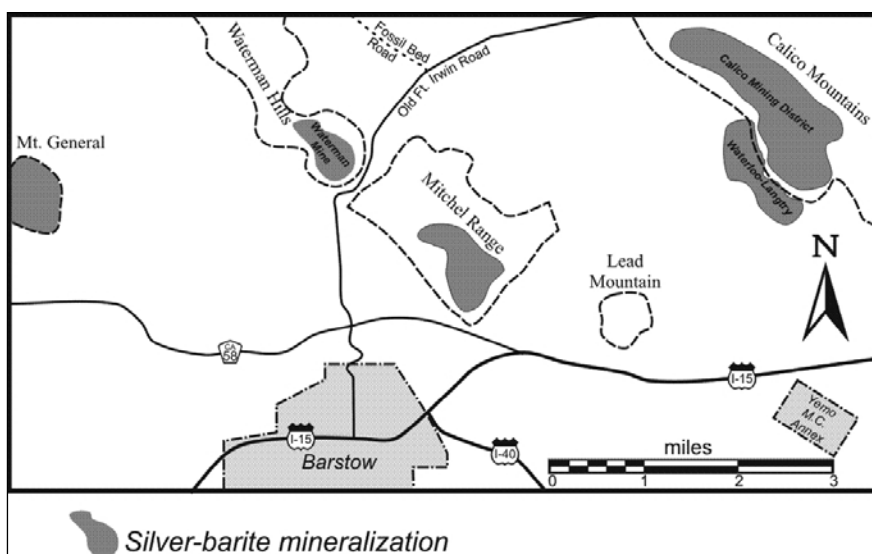 Fossil Bed
Road
Old Ft. Irwin Road
Waterman Hills
Waterman
Mine
Calico Mountains
Calico Mining District
Waterloo-Langtry
Mt. General
Mitchel Range
Lead
Mountain
N
CA
58
I-15
Yemo
M.C.
Annex
I-15
Barstow
I-40
miles
0 1 2 3
Silver-barite mineralization